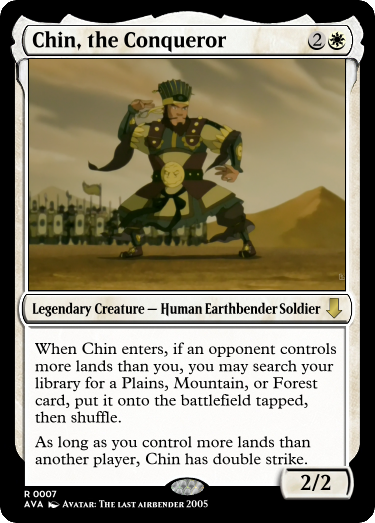 Chin, the Conqueror 2
Legendary Creature — Human Earthbender Soldier
When Chin enters, if an opponent controls
more lands than you, you may search your
library for a Plains, Mountain, or Forest
card, put it onto the battlefield tapped,
then shuffle.
As long as you control more lands than
another player, Chin has double strike.
2/2
R 0007
AVA Avatar: The last airbender 2005